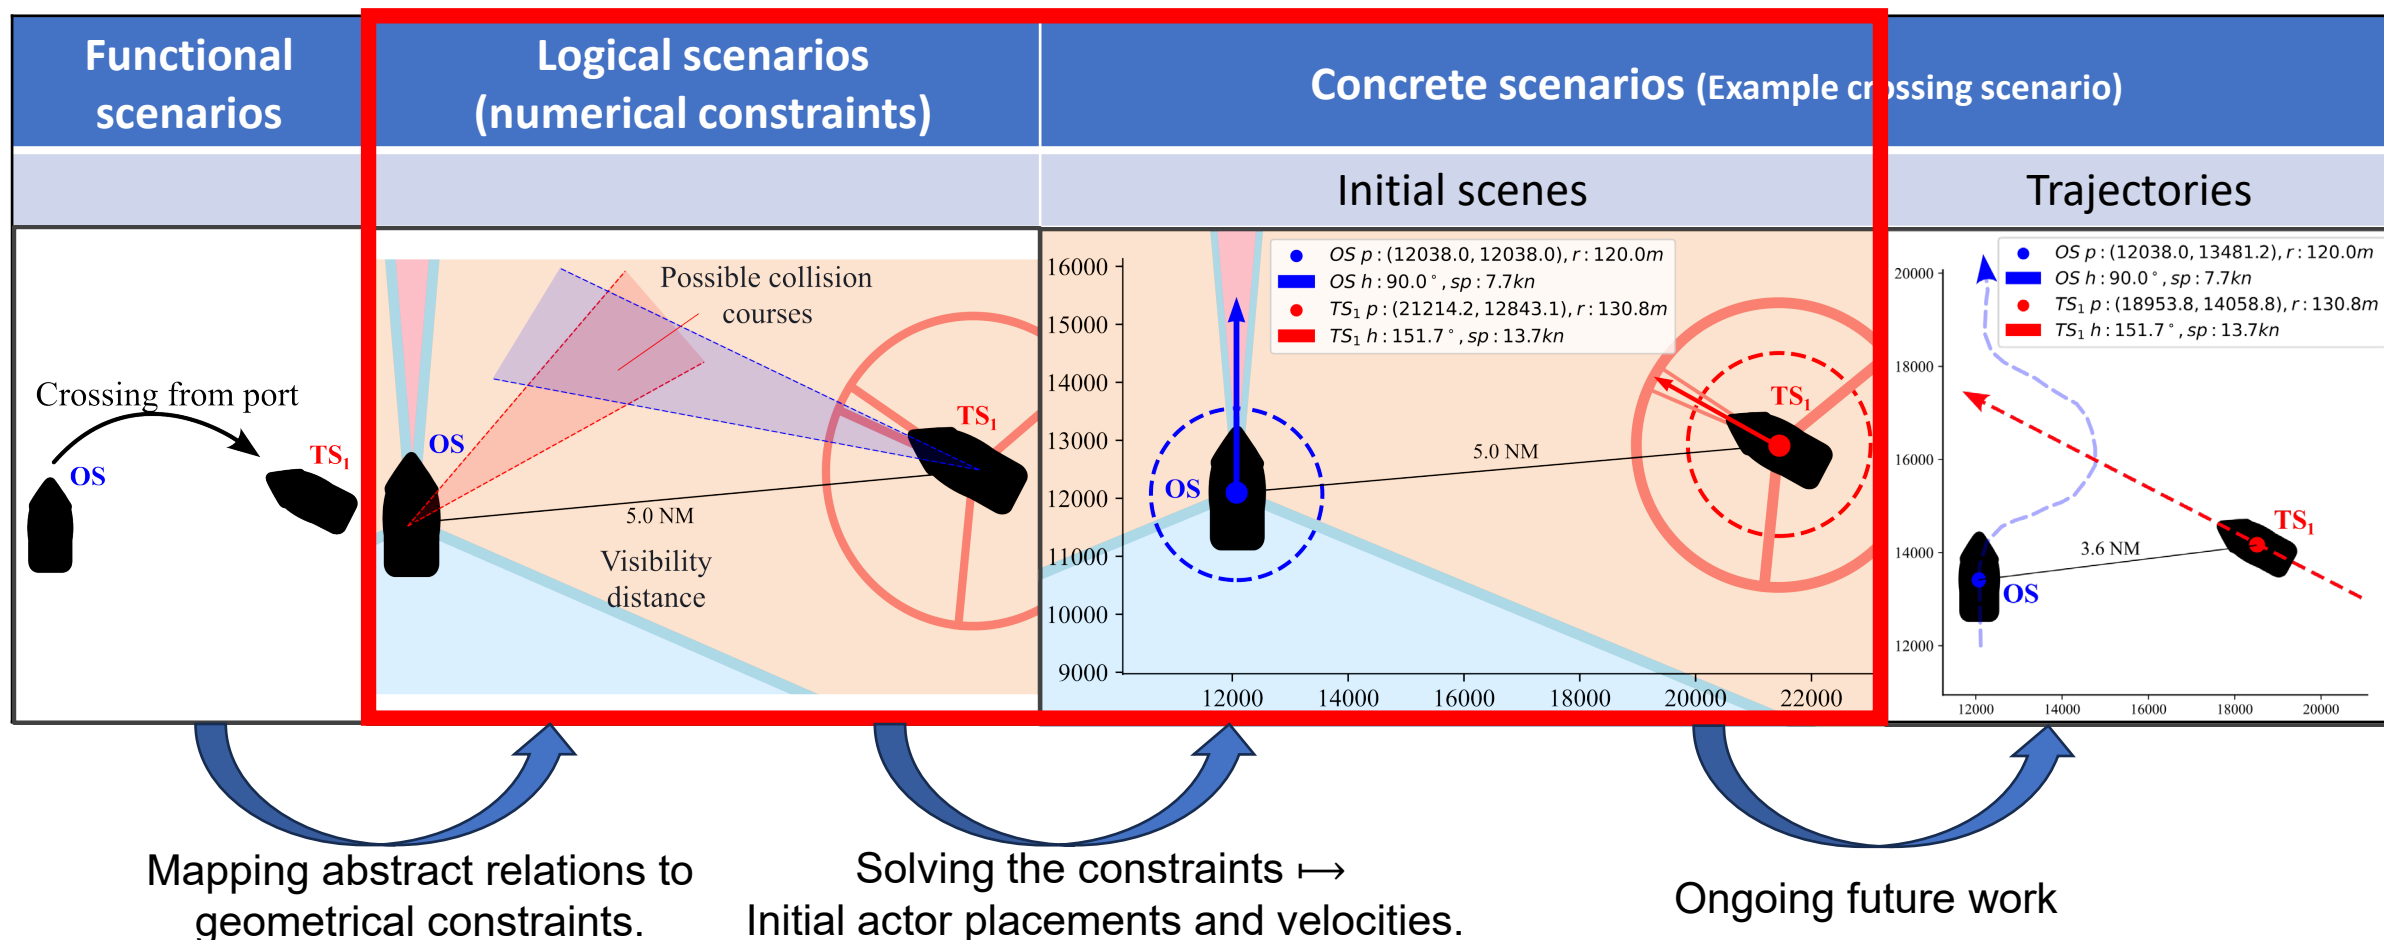 Functional
scenarios
Logical scenarios
(numerical constraints)
Concrete scenarios (Example crossing scenario)
Initial scenes
Trajectories
Crossing from port
OS
TS₁
Possible collision
courses
OS
TS₁
5.0 NM
Visibility
distance
16000
15000
14000
13000
12000
11000
10000
9000
12000 14000 16000 18000 20000 22000
OS p : (12038.0, 12038.0), r : 120.0m
OS h : 90.0°, sp : 7.7kn
TS₁ p : (21214.2, 12843.1), r : 130.8m
TS₁ h : 151.7°, sp : 13.7kn
TS₁
5.0 NM
OS
OS p : (12038.0, 13481.2), r : 120.0m
OS h : 90.0°, sp : 7.7kn
TS₁ p : (18953.8, 14058.8), r : 130.8m
TS₁ h : 151.7°, sp : 13.7kn
20000
18000
16000
14000
12000
12000 14000 16000 18000 20000
TS₁
3.6 NM
OS
Mapping abstract relations to
geometrical constraints.
Solving the constraints ↦
Initial actor placements and velocities.
Ongoing future work